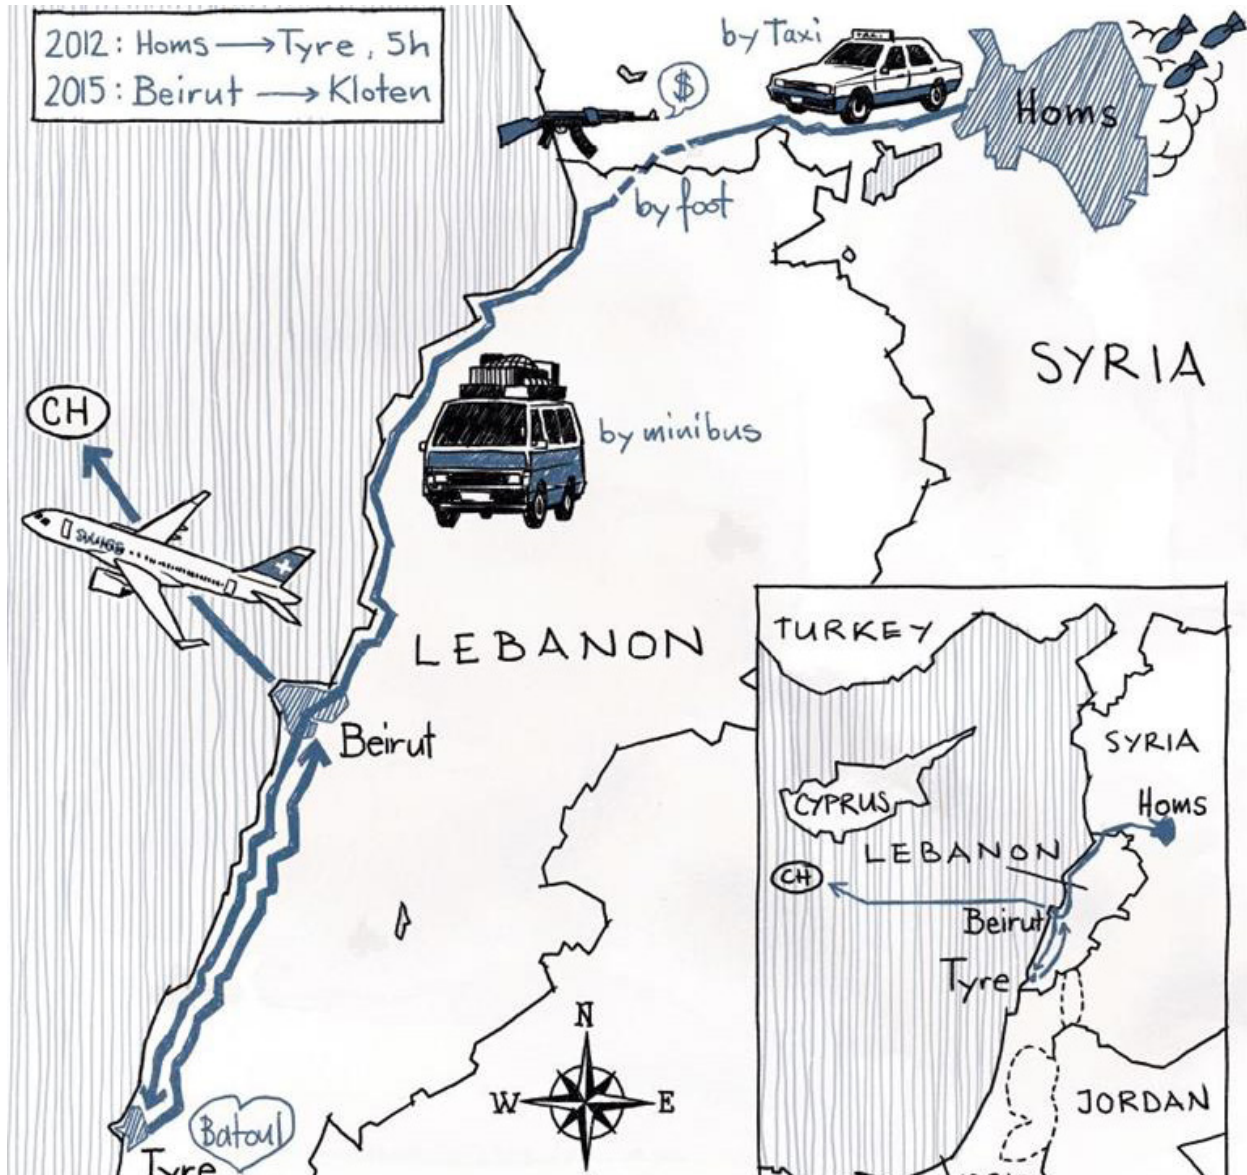 2012: Homs → Tyre, 5h
2015: Beirut → Kloten
by Taxi
TAXI
$
Homs
by foot
SYRIA
CH
by minibus
swiss
LEBANON
Beirut
TURKEY
SYRIA
CYPRUS
Homs
LEBANON
CH
Beirut
Tyre
JORDAN
N
W
E
Batoul
Tyre